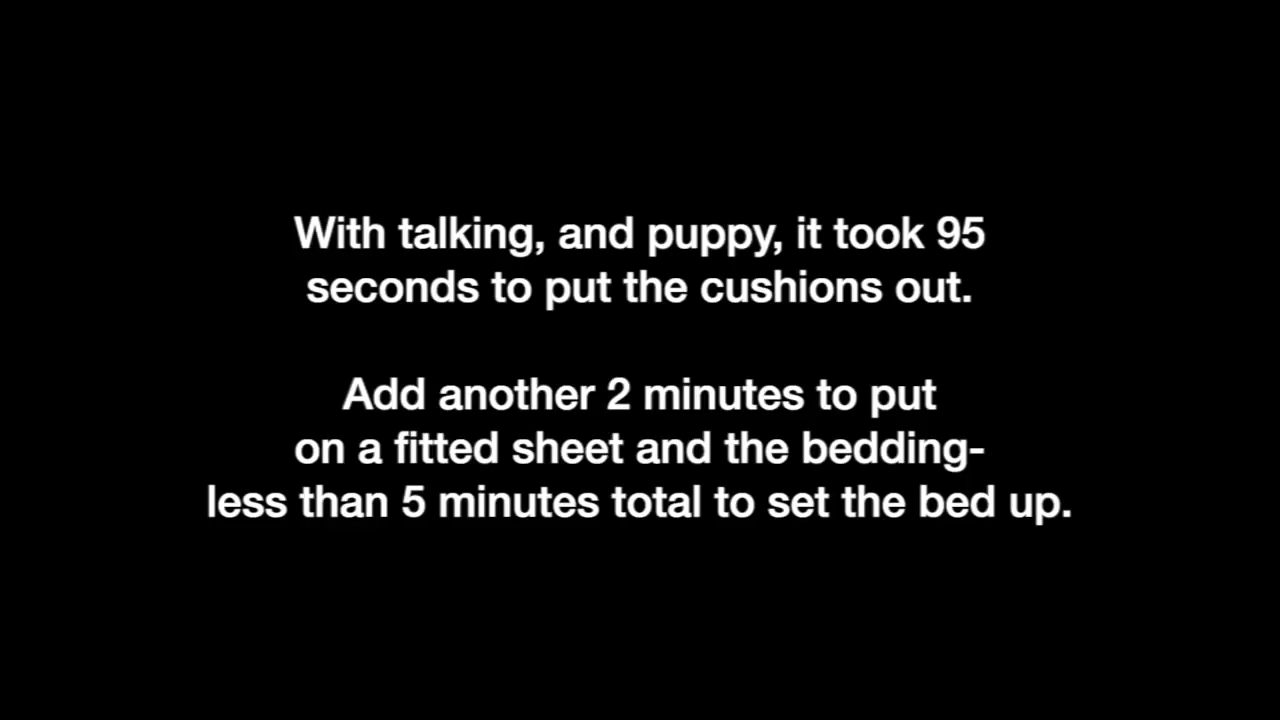 With talking, and puppy, it took 95
seconds to put the cushions out.
Add another 2 minutes to put
on a fitted sheet and the bedding-
less than 5 minutes total to set the bed up.